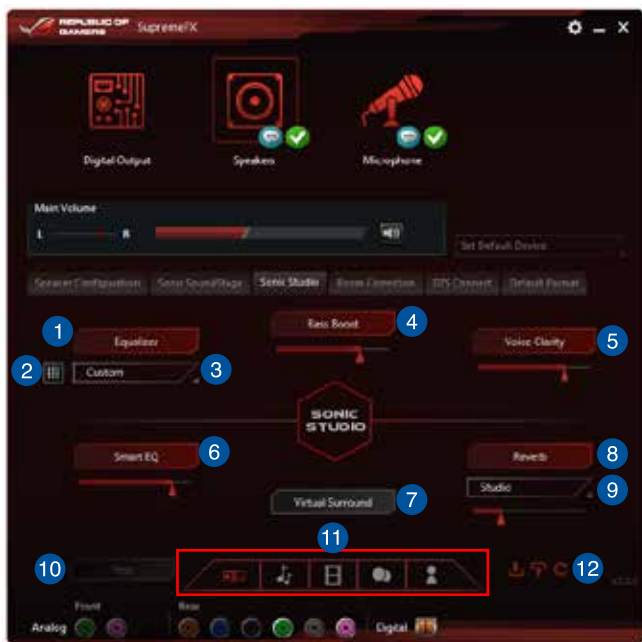 REPUBLIC OF
GAMERS
SupremeFX
Digital Output
Speakers
Microphone
Main Volume
L R
Set Default Device
Speaker Configuration Sonic SoundStage Sonic Studio Room Correction DTS Connect Default Format
1
Equalizer
Bass Boost
4
Voice Clarity
5
2
Custom
3
SONIC
STUDIO
Smart EQ
6
Reverb
8
Virtual Surround
7
Studio
9
11
10
12
Front
Rear
Analog
Digital